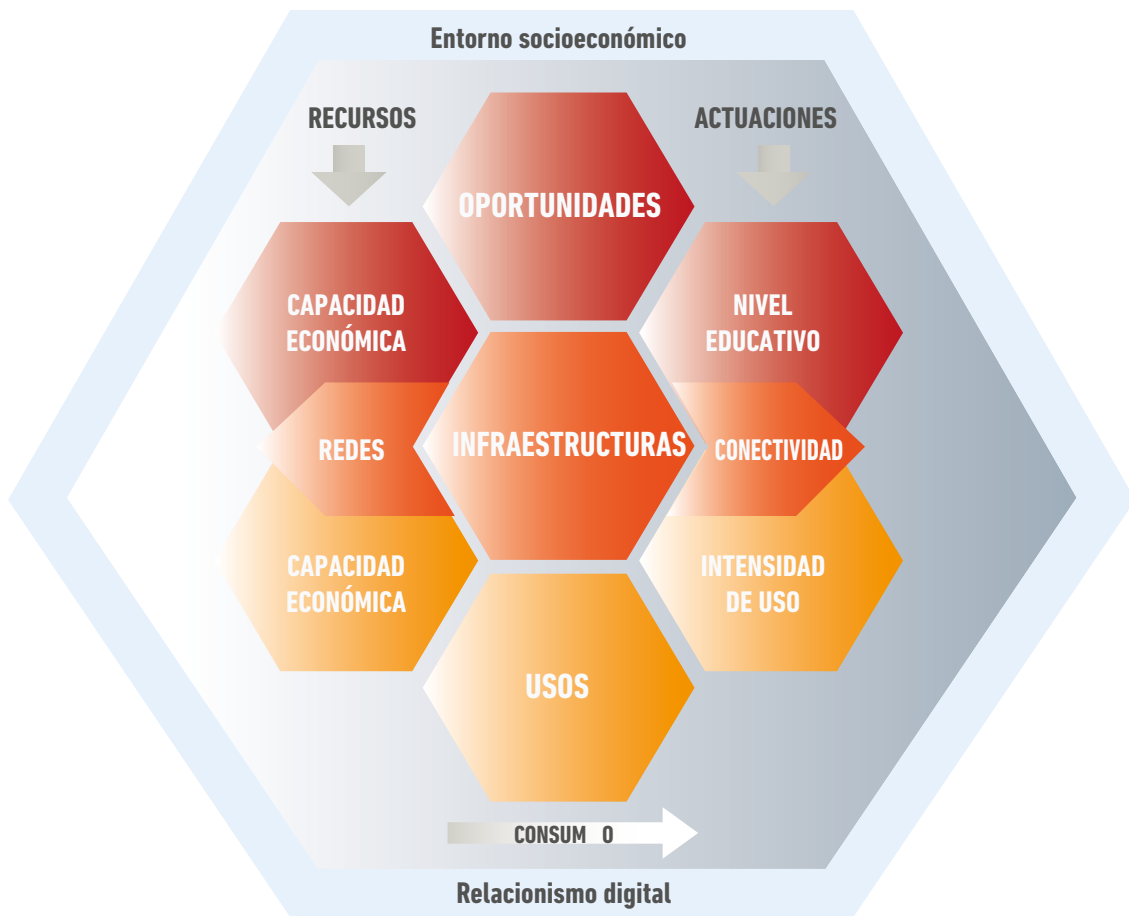 Entorno socioeconómico
RECURSOS
ACTUACIONES
OPORTUNIDADES
CAPACIDAD
ECONÓMICA
NIVEL
EDUCATIVO
REDES
INFRAESTRUCTURAS
CONECTIVIDAD
CAPACIDAD
ECONÓMICA
INTENSIDAD
DE USO
USOS
CONSUM O
Relacionismo digital